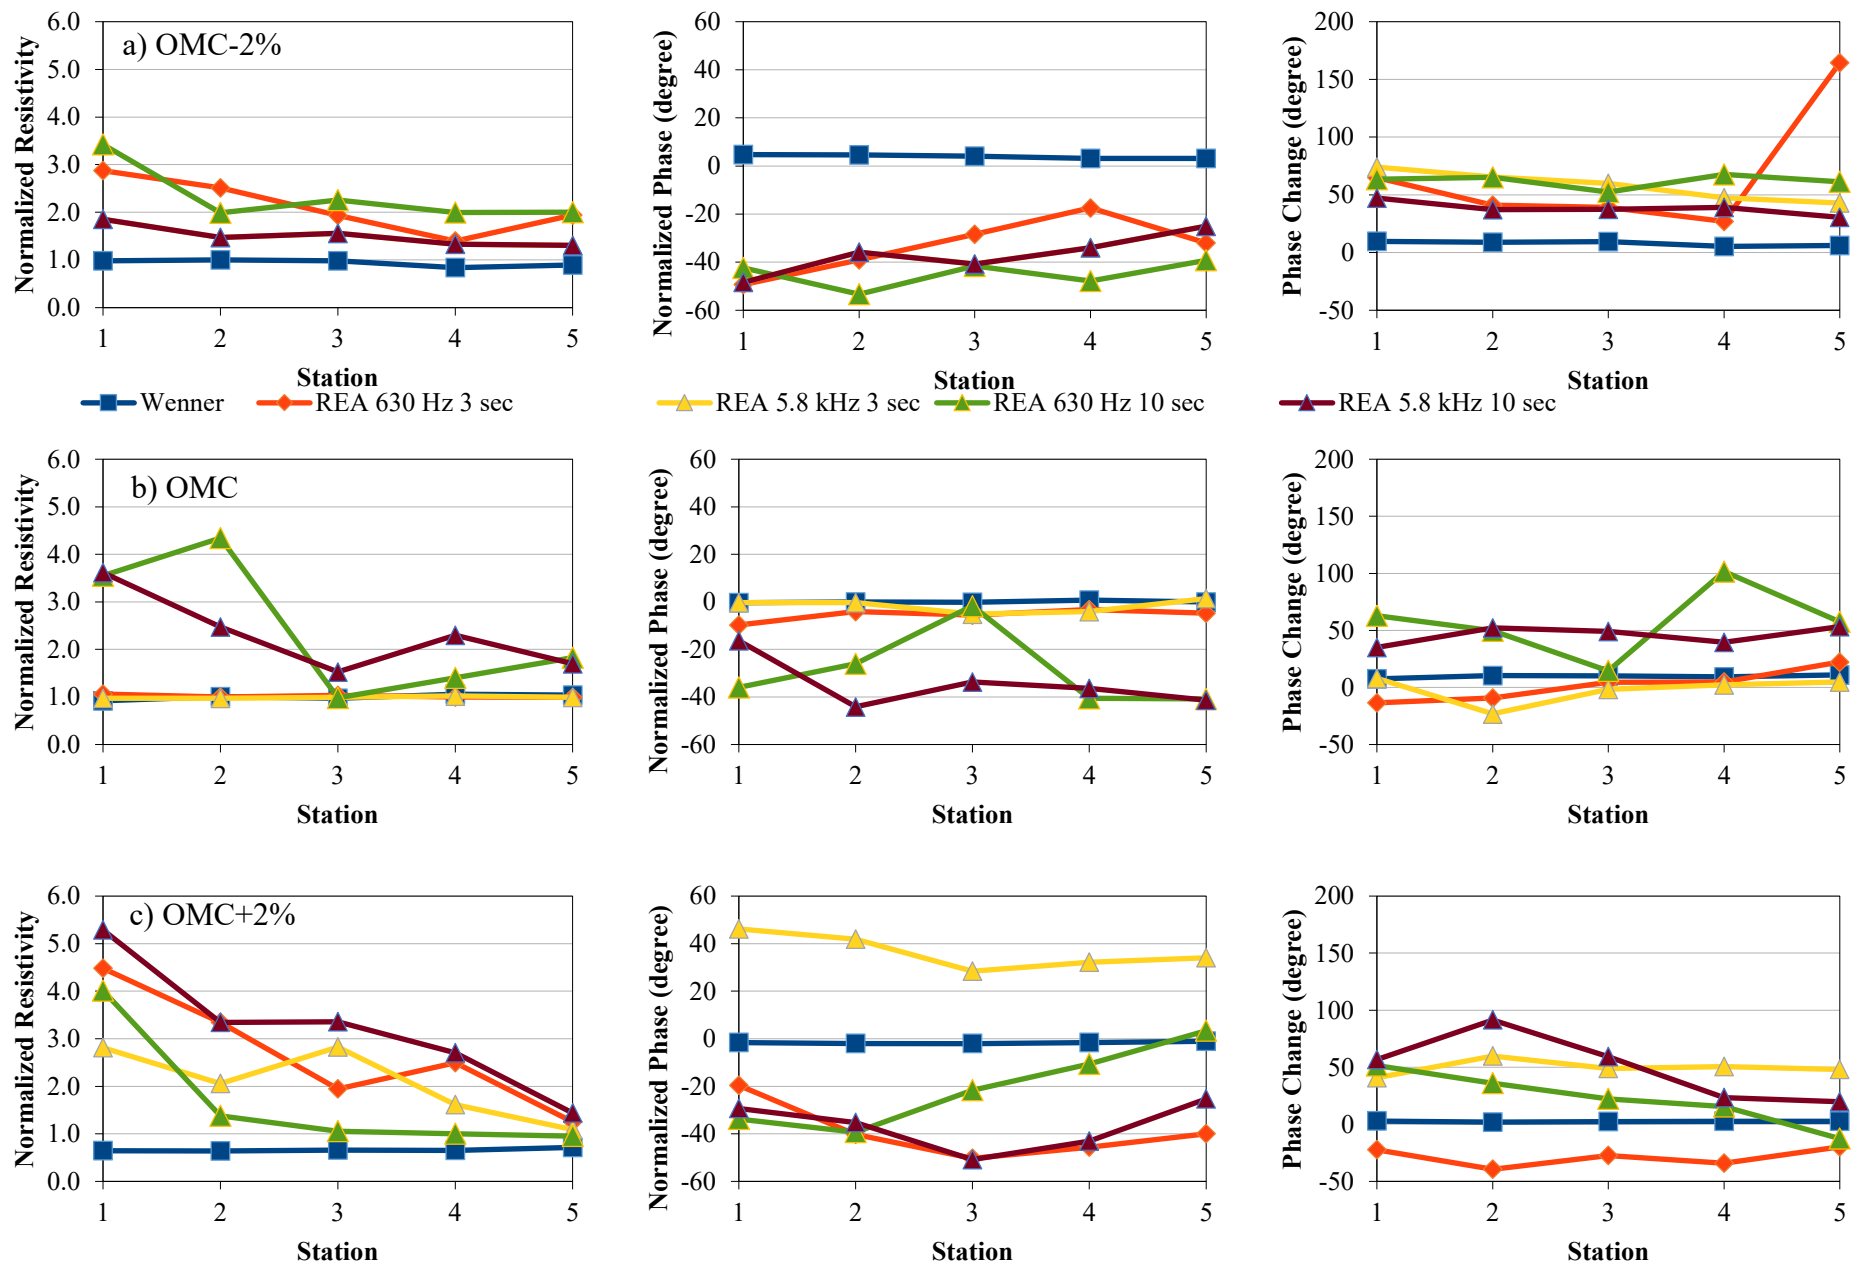 Normalized Resistivity
6.0
5.0
4.0
3.0
2.0
1.0
0.0
a) OMC-2%
1 2 3 4 5
Station
Normalized Phase (degree)
60
40
20
0
-20
-40
-60
1 2 3 4 5
Station
Phase Change (degree)
200
150
100
50
0
-50
1 2 3 4 5
Station
Wenner REA 630 Hz 3 sec REA 5.8 kHz 3 sec REA 630 Hz 10 sec REA 5.8 kHz 10 sec
Normalized Resistivity
6.0
5.0
4.0
3.0
2.0
1.0
0.0
b) OMC
1 2 3 4 5
Station
Normalized Phase (degree)
60
40
20
0
-20
-40
-60
1 2 3 4 5
Station
Phase Change (degree)
200
150
100
50
0
-50
1 2 3 4 5
Station
Normalized Resistivity
6.0
5.0
4.0
3.0
2.0
1.0
0.0
c) OMC+2%
1 2 3 4 5
Station
Normalized Phase (degree)
60
40
20
0
-20
-40
-60
1 2 3 4 5
Station
Phase Change (degree)
200
150
100
50
0
-50
1 2 3 4 5
Station